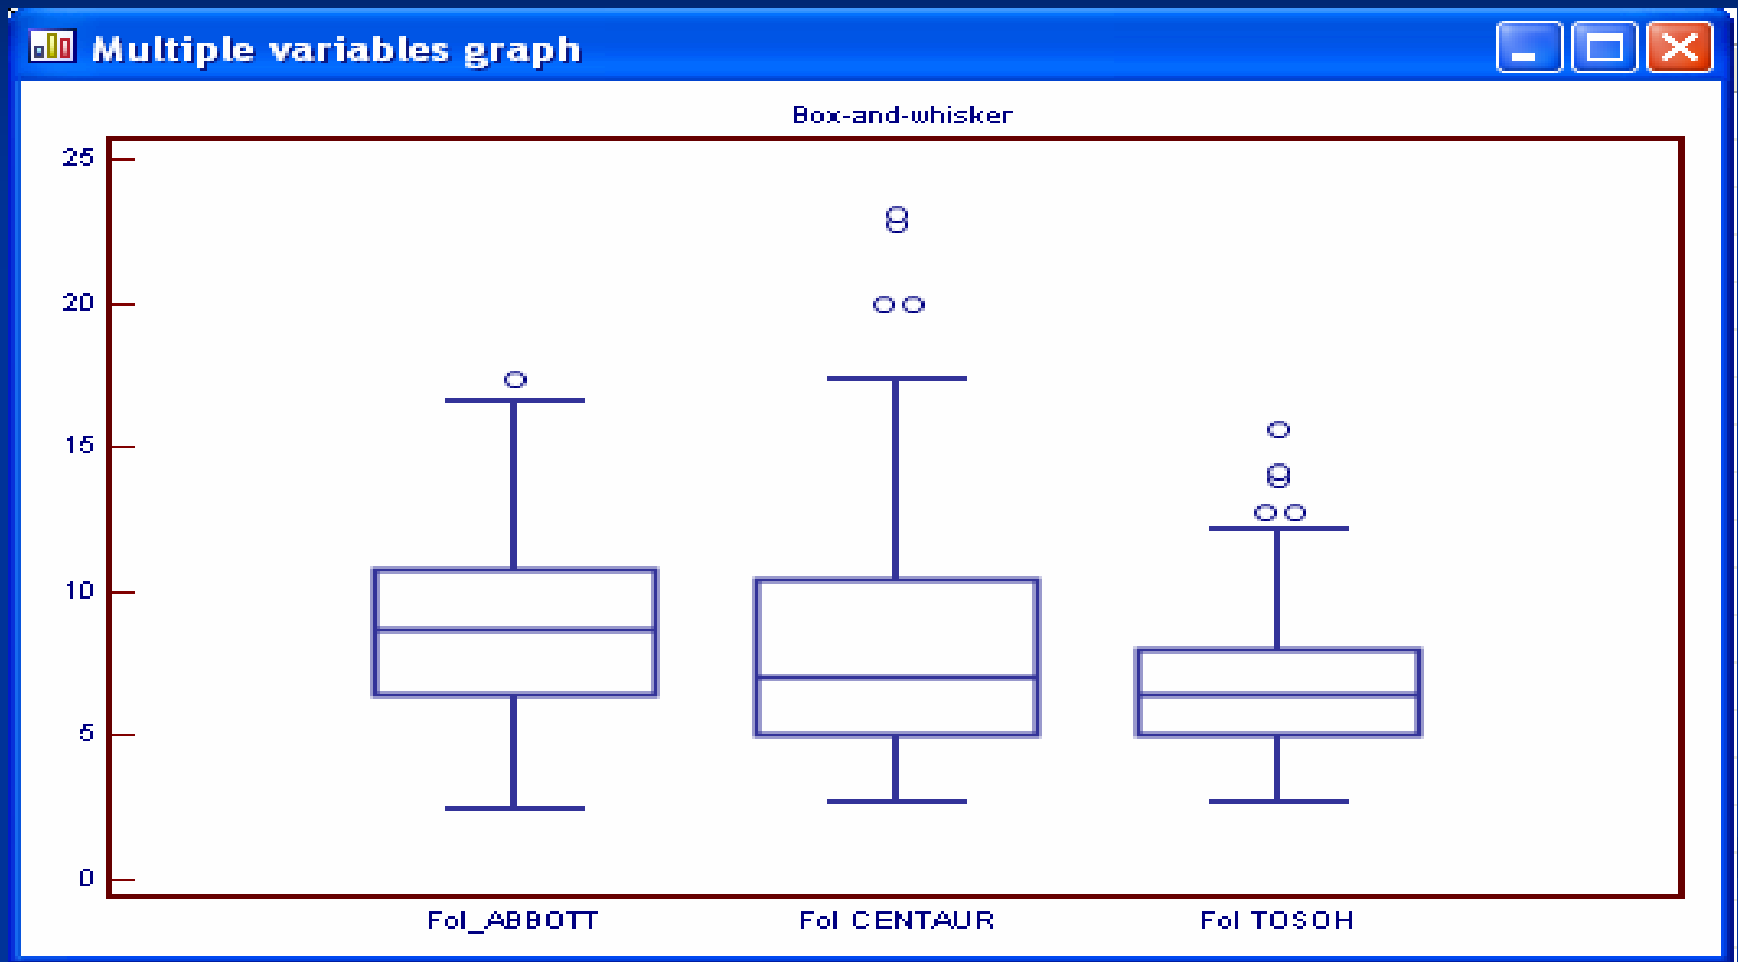 Multiple variables graph
Box-and-whisker
25
20
15
10
5
0
Fol_ABBOTT Fol CENTAUR Fol TOSOH